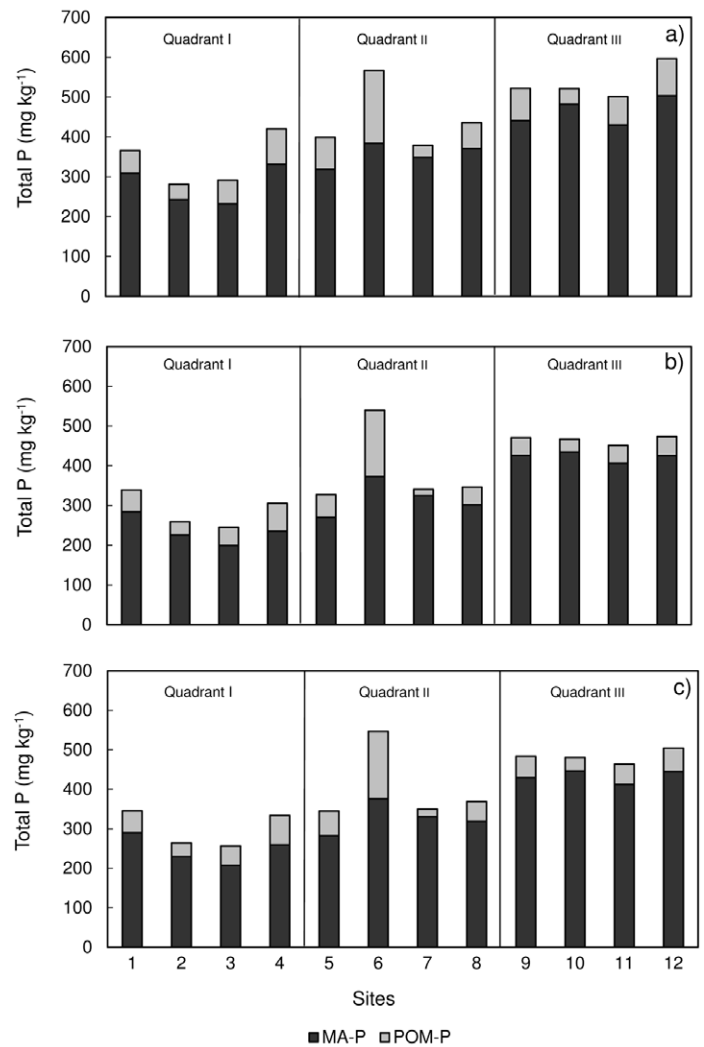 a)
Quadrant I
Quadrant II
Quadrant III
Total P (mg kg-1)
700
600
500
400
300
200
100
0
b)
Quadrant I
Quadrant II
Quadrant III
Total P (mg kg-1)
700
600
500
400
300
200
100
0
c)
Quadrant I
Quadrant II
Quadrant III
Total P (mg kg-1)
700
600
500
400
300
200
100
0
1 2 3 4 5 6 7 8 9 10 11 12
Sites
MA-P POM-P